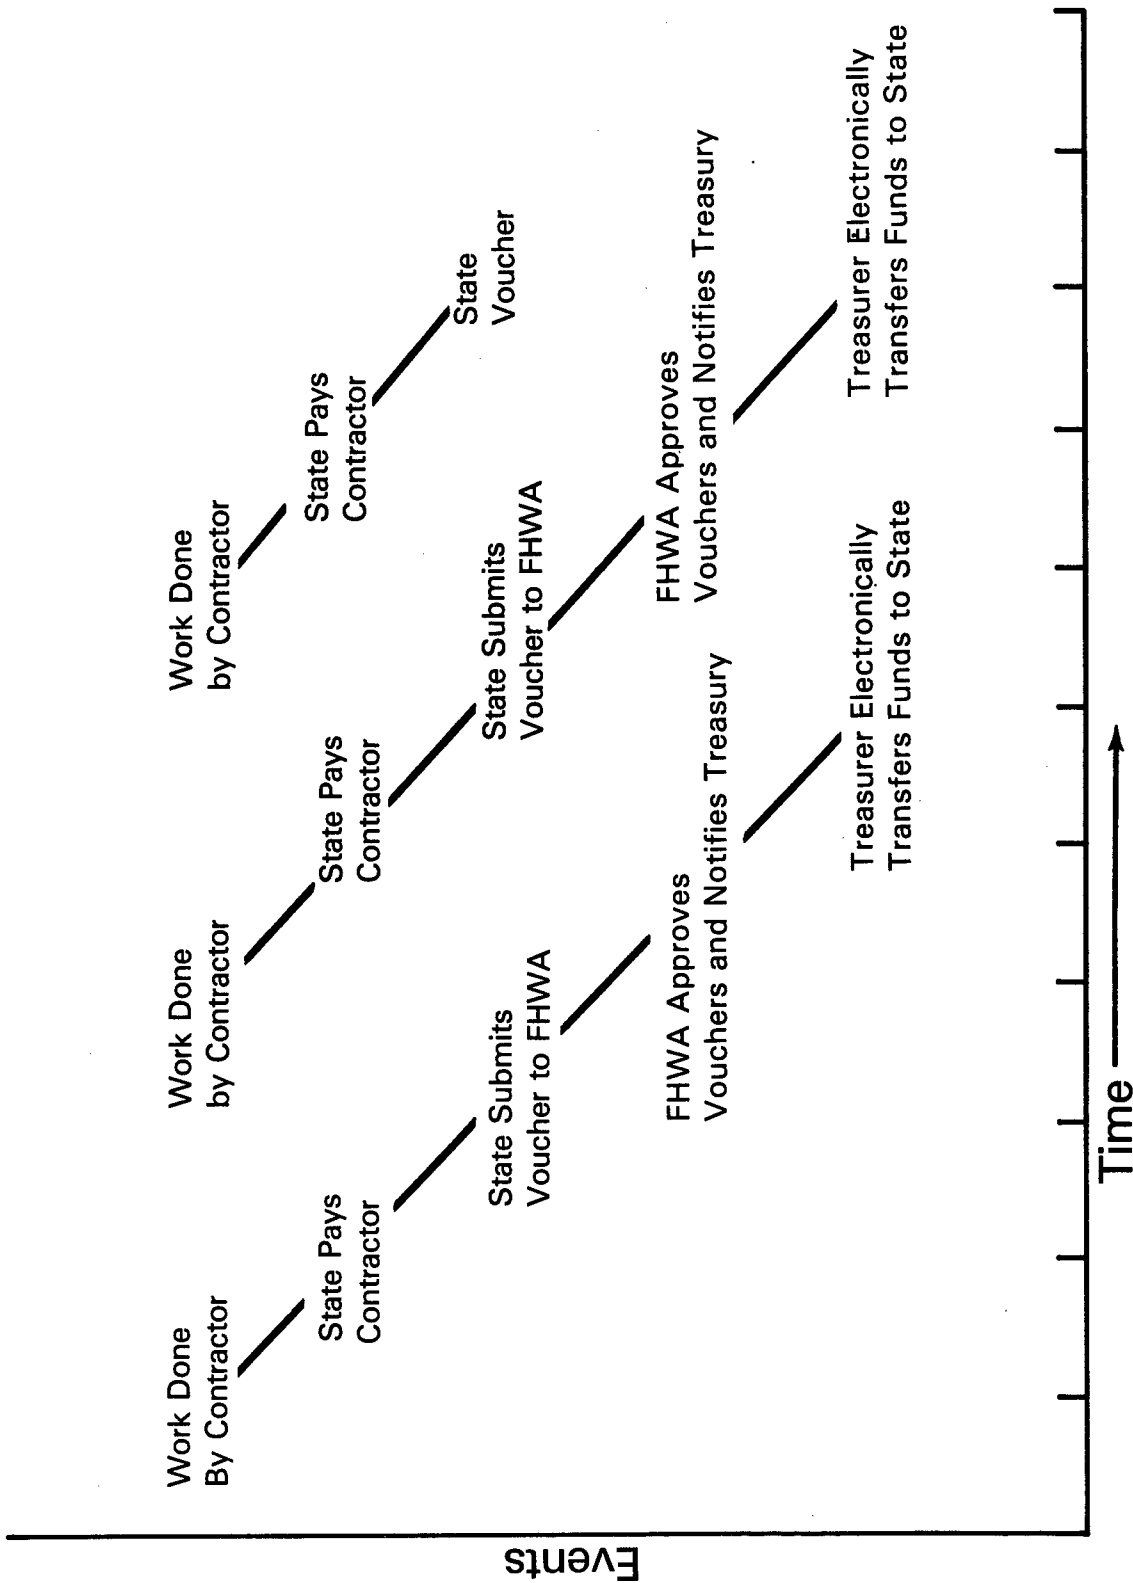 Work Done
By Contractor
State Pays
Contractor
State Submits
Voucher to FHWA
FHWA Approves
Vouchers and Notifies Treasury
Treasurer Electronically
Transfers Funds to State
Work Done
by Contractor
State Pays
Contractor
State Submits
Voucher to FHWA
FHWA Approves
Vouchers and Notifies Treasury
Treasurer Electronically
Transfers Funds to State
Work Done
by Contractor
State Pays
Contractor
State
Voucher
Events
Time